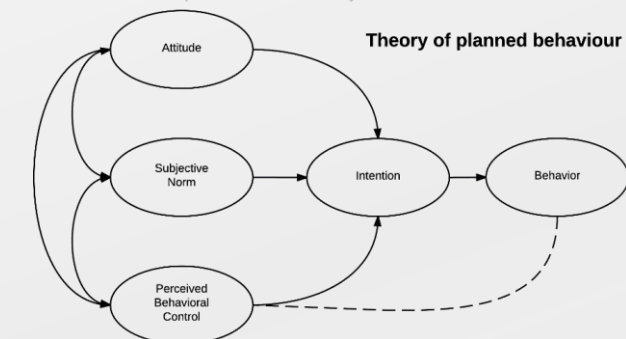 Attitude
Theory of planned behaviour
Subjective
Norm
Intention
Behavior
Perceived
Behavioral
Control